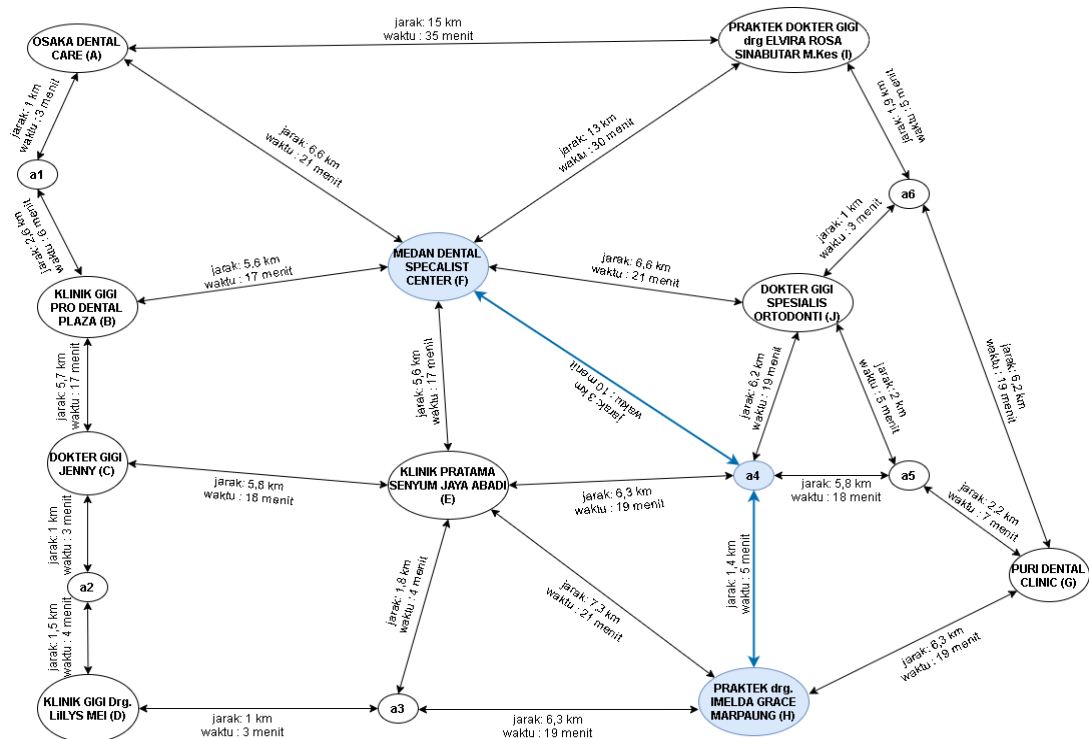 jarak: 15 km
waktu : 35 menit
OSAKA DENTAL
CARE (A)
PRAKTEK DOKTER GIGI
drg ELVIRA ROSA
SINABUTAR M.Kes (I)
jarak: 1 km
waktu : 3 menit
jarak: 6,6 km
waktu : 21 menit
jarak: 13 km
waktu : 30 menit
jarak: 1,9 km
waktu : 5 menit
a1
a6
jarak: 2,6 km
waktu : 6 menit
jarak: 1 km
waktu : 3 menit
MEDAN DENTAL
SPECALIST
CENTER (F)
jarak: 5,6 km
waktu : 17 menit
jarak: 6,6 km
waktu : 21 menit
KLINIK GIGI
PRO DENTAL
PLAZA (B)
DOKTER GIGI
SPESIALIS
ORTODONTI (J)
jarak: 5,7 km
waktu : 17 menit
jarak: 5,6 km
waktu : 17 menit
jarak: 3 km
waktu : 10 menit
jarak: 6,2 km
waktu : 19 menit
jarak: 2 km
waktu : 5 menit
jarak: 6,2 km
waktu : 19 menit
DOKTER GIGI
JENNY (C)
jarak: 5,8 km
waktu : 18 menit
KLINIK PRATAMA
SENYUM JAYA ABADI
(E)
jarak: 6,3 km
waktu : 19 menit
a4
jarak: 5,8 km
waktu : 18 menit
a5
jarak: 2,2 km
waktu : 7 menit
jarak: 1 km
waktu : 3 menit
a2
PURI DENTAL
CLINIC (G)
jarak: 1,5 km
waktu : 4 menit
jarak: 1,8 km
waktu : 4 menit
jarak: 7,3 km
waktu : 21 menit
jarak: 1,4 km
waktu : 5 menit
jarak: 6,3 km
waktu : 19 menit
KLINIK GIGI Drg.
LiILYS MEI (D)
jarak: 1 km
waktu : 3 menit
a3
jarak: 6,3 km
waktu : 19 menit
PRAKTEK drg.
IMELDA GRACE
MARPAUNG (H)